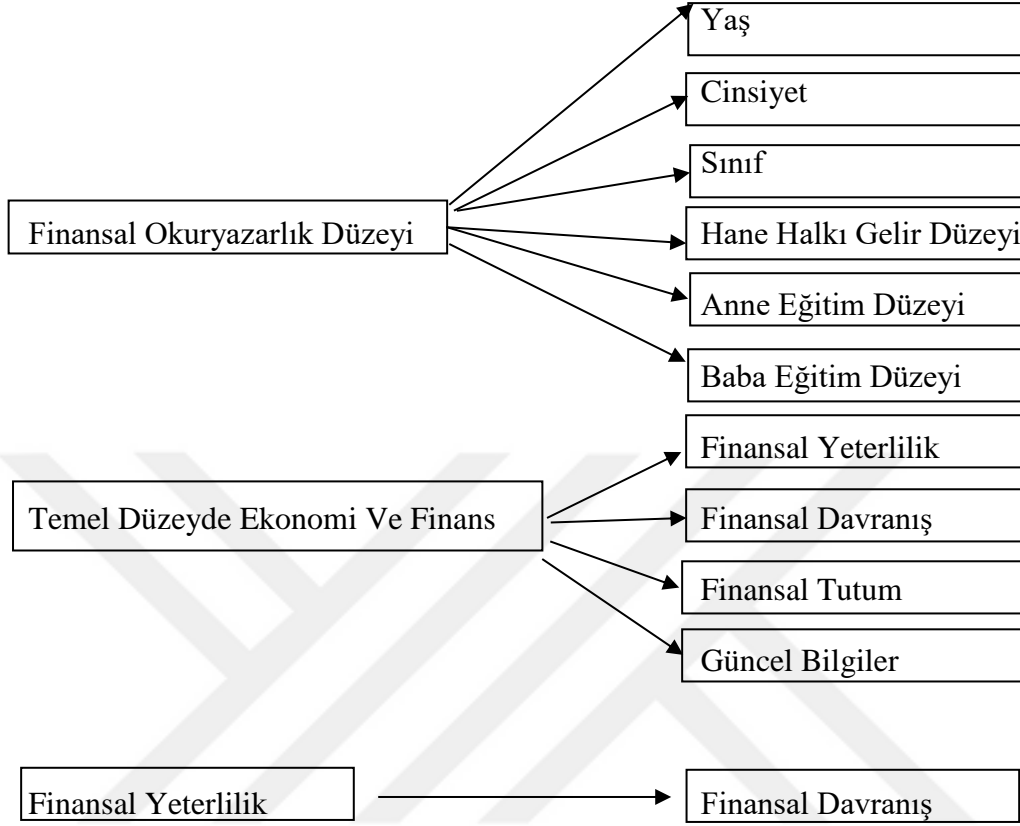 Yaş
Cinsiyet
Sınıf
Finansal Okuryazarlık Düzeyi
Hane Halkı Gelir Düzeyi
Anne Eğitim Düzeyi
Baba Eğitim Düzeyi
Finansal Yeterlilik
Temel Düzeyde Ekonomi Ve Finans
Finansal Davranış
Finansal Tutum
Güncel Bilgiler
Finansal Yeterlilik
Finansal Davranış